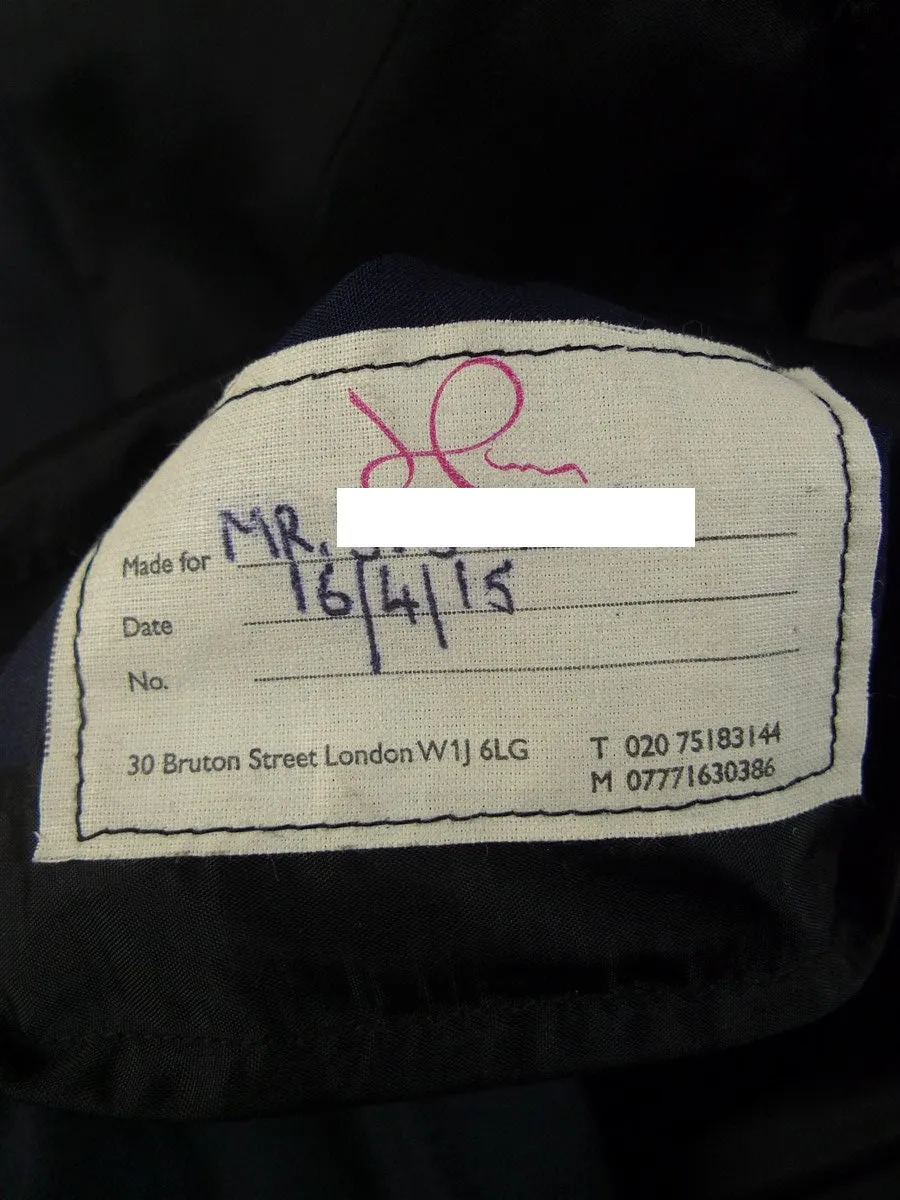 Made for MR.
Date 16/4/15
No.
30 Bruton Street London W1J 6LG
T 020 75183144
M 07771630386